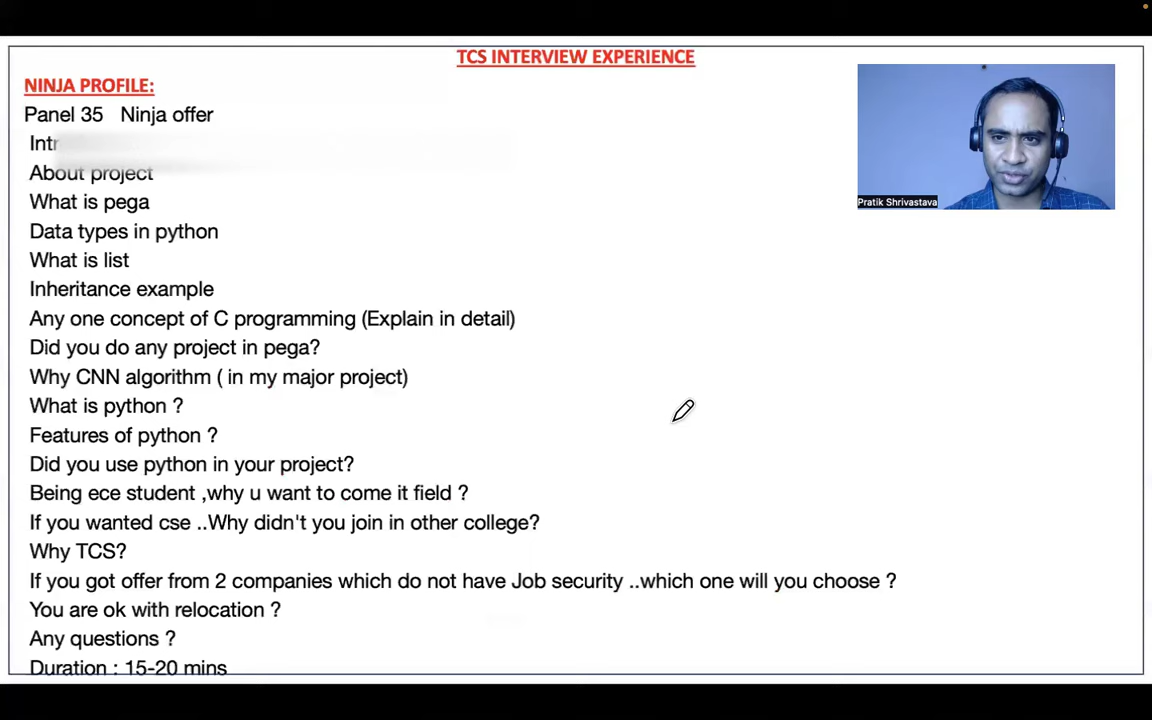 TCS INTERVIEW EXPERIENCE
NINJA PROFILE:
Panel 35 Ninja offer
About project
What is pega
Data types in python
What is list
Inheritance example
Any one concept of C programming (Explain in detail)
Did you do any project in pega?
Why CNN algorithm ( in my major project)
What is python ?
Features of python ?
Did you use python in your project?
Being ece student ,why u want to come it field ?
If you wanted cse ..Why didn't you join in other college?
Why TCS?
If you got offer from 2 companies which do not have Job security ..which one will you choose ?
You are ok with relocation ?
Any questions ?
Duration : 15-20 mins
Pratik Shrivastava